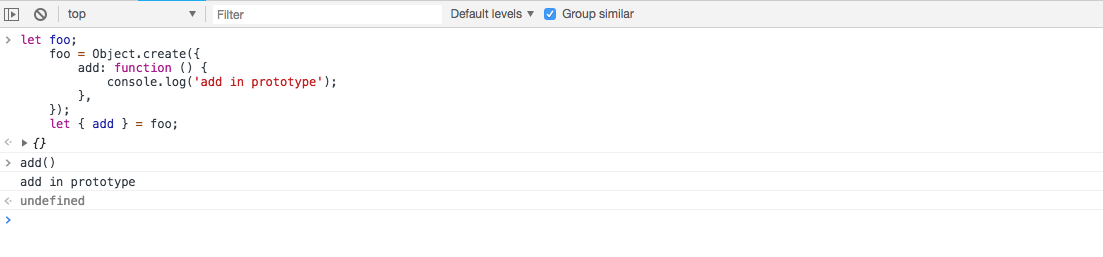 top Filter Default levels Group similar
let foo;
foo = Object.create({
add: function () {
console.log('add in prototype');
},
});
let { add } = foo;
{}
add()
add in prototype
undefined